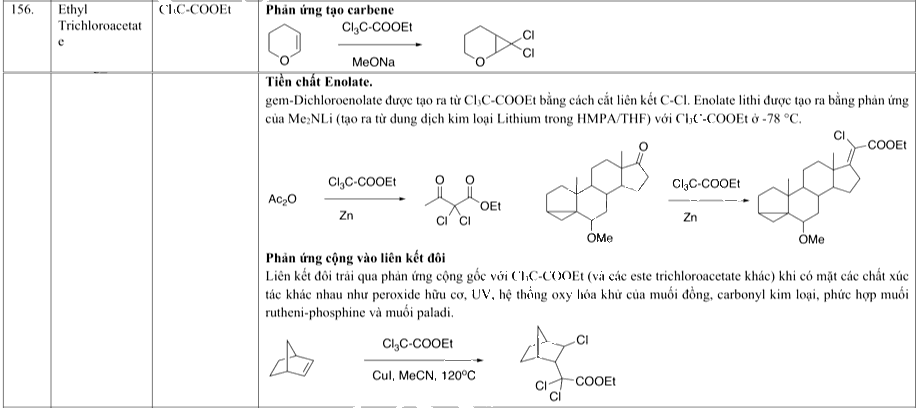 156.
Ethyl
Trichloroacetat
e
Cl₃C-COOEt
Phản ứng tạo carbene
Cl₃C-COOEt
MeONa
O
Cl
Cl
O
Tiền chất Enolate.
gem-Dichloroenolate được tạo ra từ Cl₃C-COOEt bằng cách cắt liên kết C-Cl. Enolate lithi được tạo ra bằng phản ứng
của Me₂NLi (tạo ra từ dung dịch kim loại Lithium trong HMPA/THF) với Cl₃C-COOEt ở -78 °C.
Ac₂O
Cl₃C-COOEt
Zn
O
O
OEt
Cl
Cl
O
OMe
Cl₃C-COOEt
Zn
Cl
COOEt
OMe
Phản ứng cộng vào liên kết đôi
Liên kết đôi trải qua phản ứng cộng gốc với Cl₃C-COOEt (và các este trichloroacetate khác) khi có mặt các chất xúc
tác khác nhau như peroxide hữu cơ, UV, hệ thống oxy hóa khử của muối đồng, carbonyl kim loại, phức hợp muối
rutheni-phosphine và muối paladi.
Cl₃C-COOEt
CuI, MeCN, 120⁰C
Cl
Cl
COOEt
Cl